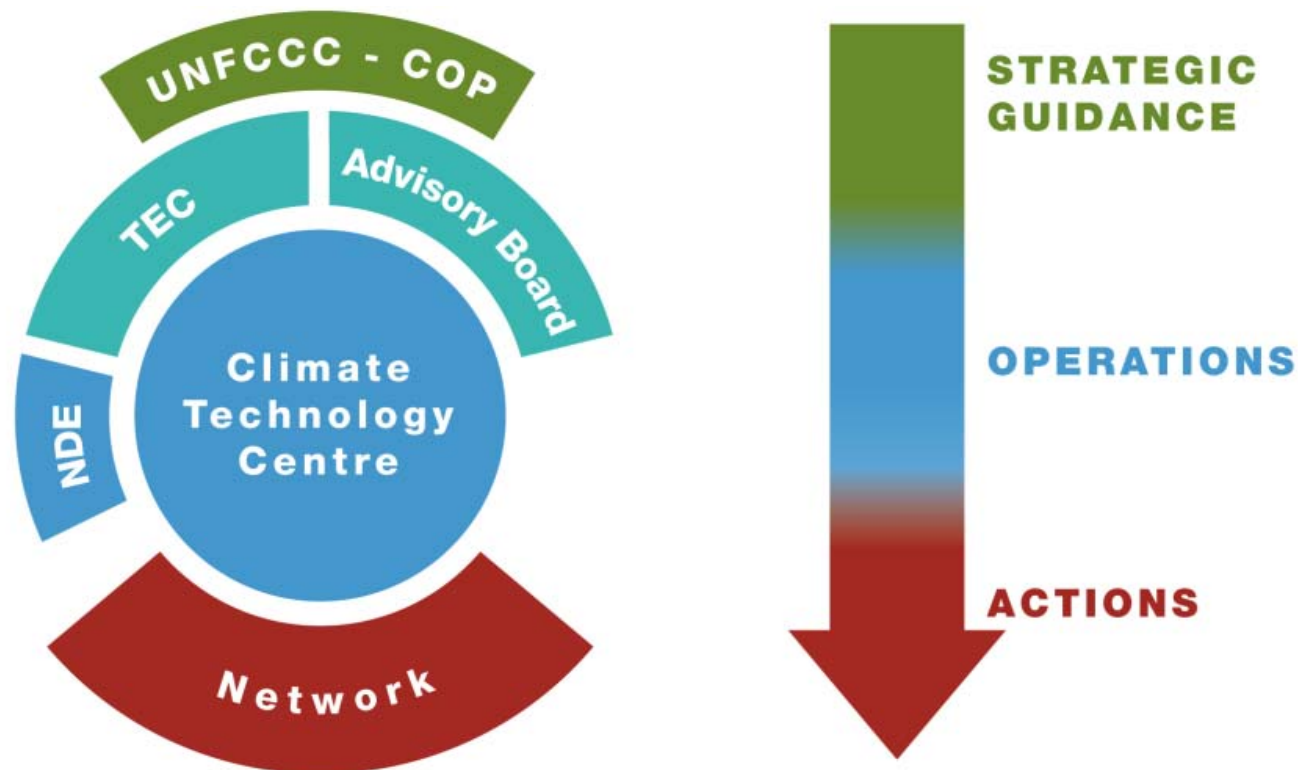 UNFCCC - COP
TEC
Advisory Board
NDE
Climate
Technology
Centre
Network
STRATEGIC
GUIDANCE
OPERATIONS
ACTIONS